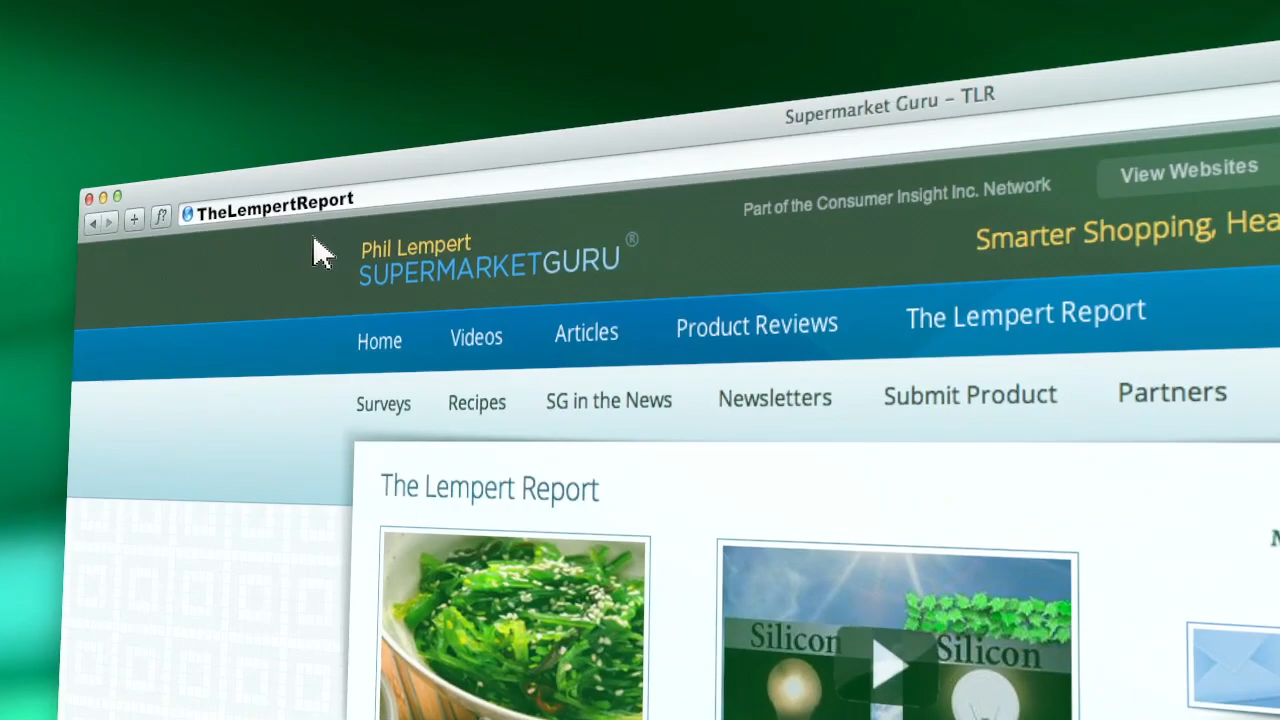 Supermarket Guru – TLR
TheLempertReport
Part of the Consumer Insight Inc. Network
View Websites
Phil Lempert
SUPERMARKETGURU®
Smarter Shopping,
Home Videos Articles Product Reviews The Lempert Report
Surveys Recipes SG in the News Newsletters Submit Product Partners
The Lempert Report
Silicon Silicon